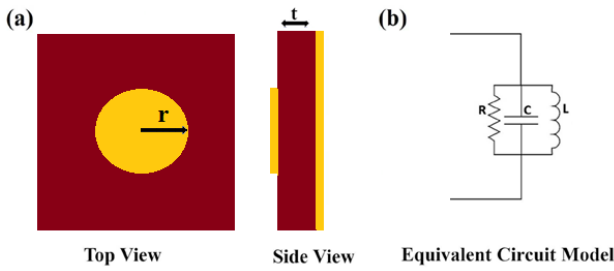 (a)
t
(b)
r
R
C
L
Top View
Side View
Equivalent Circuit Model